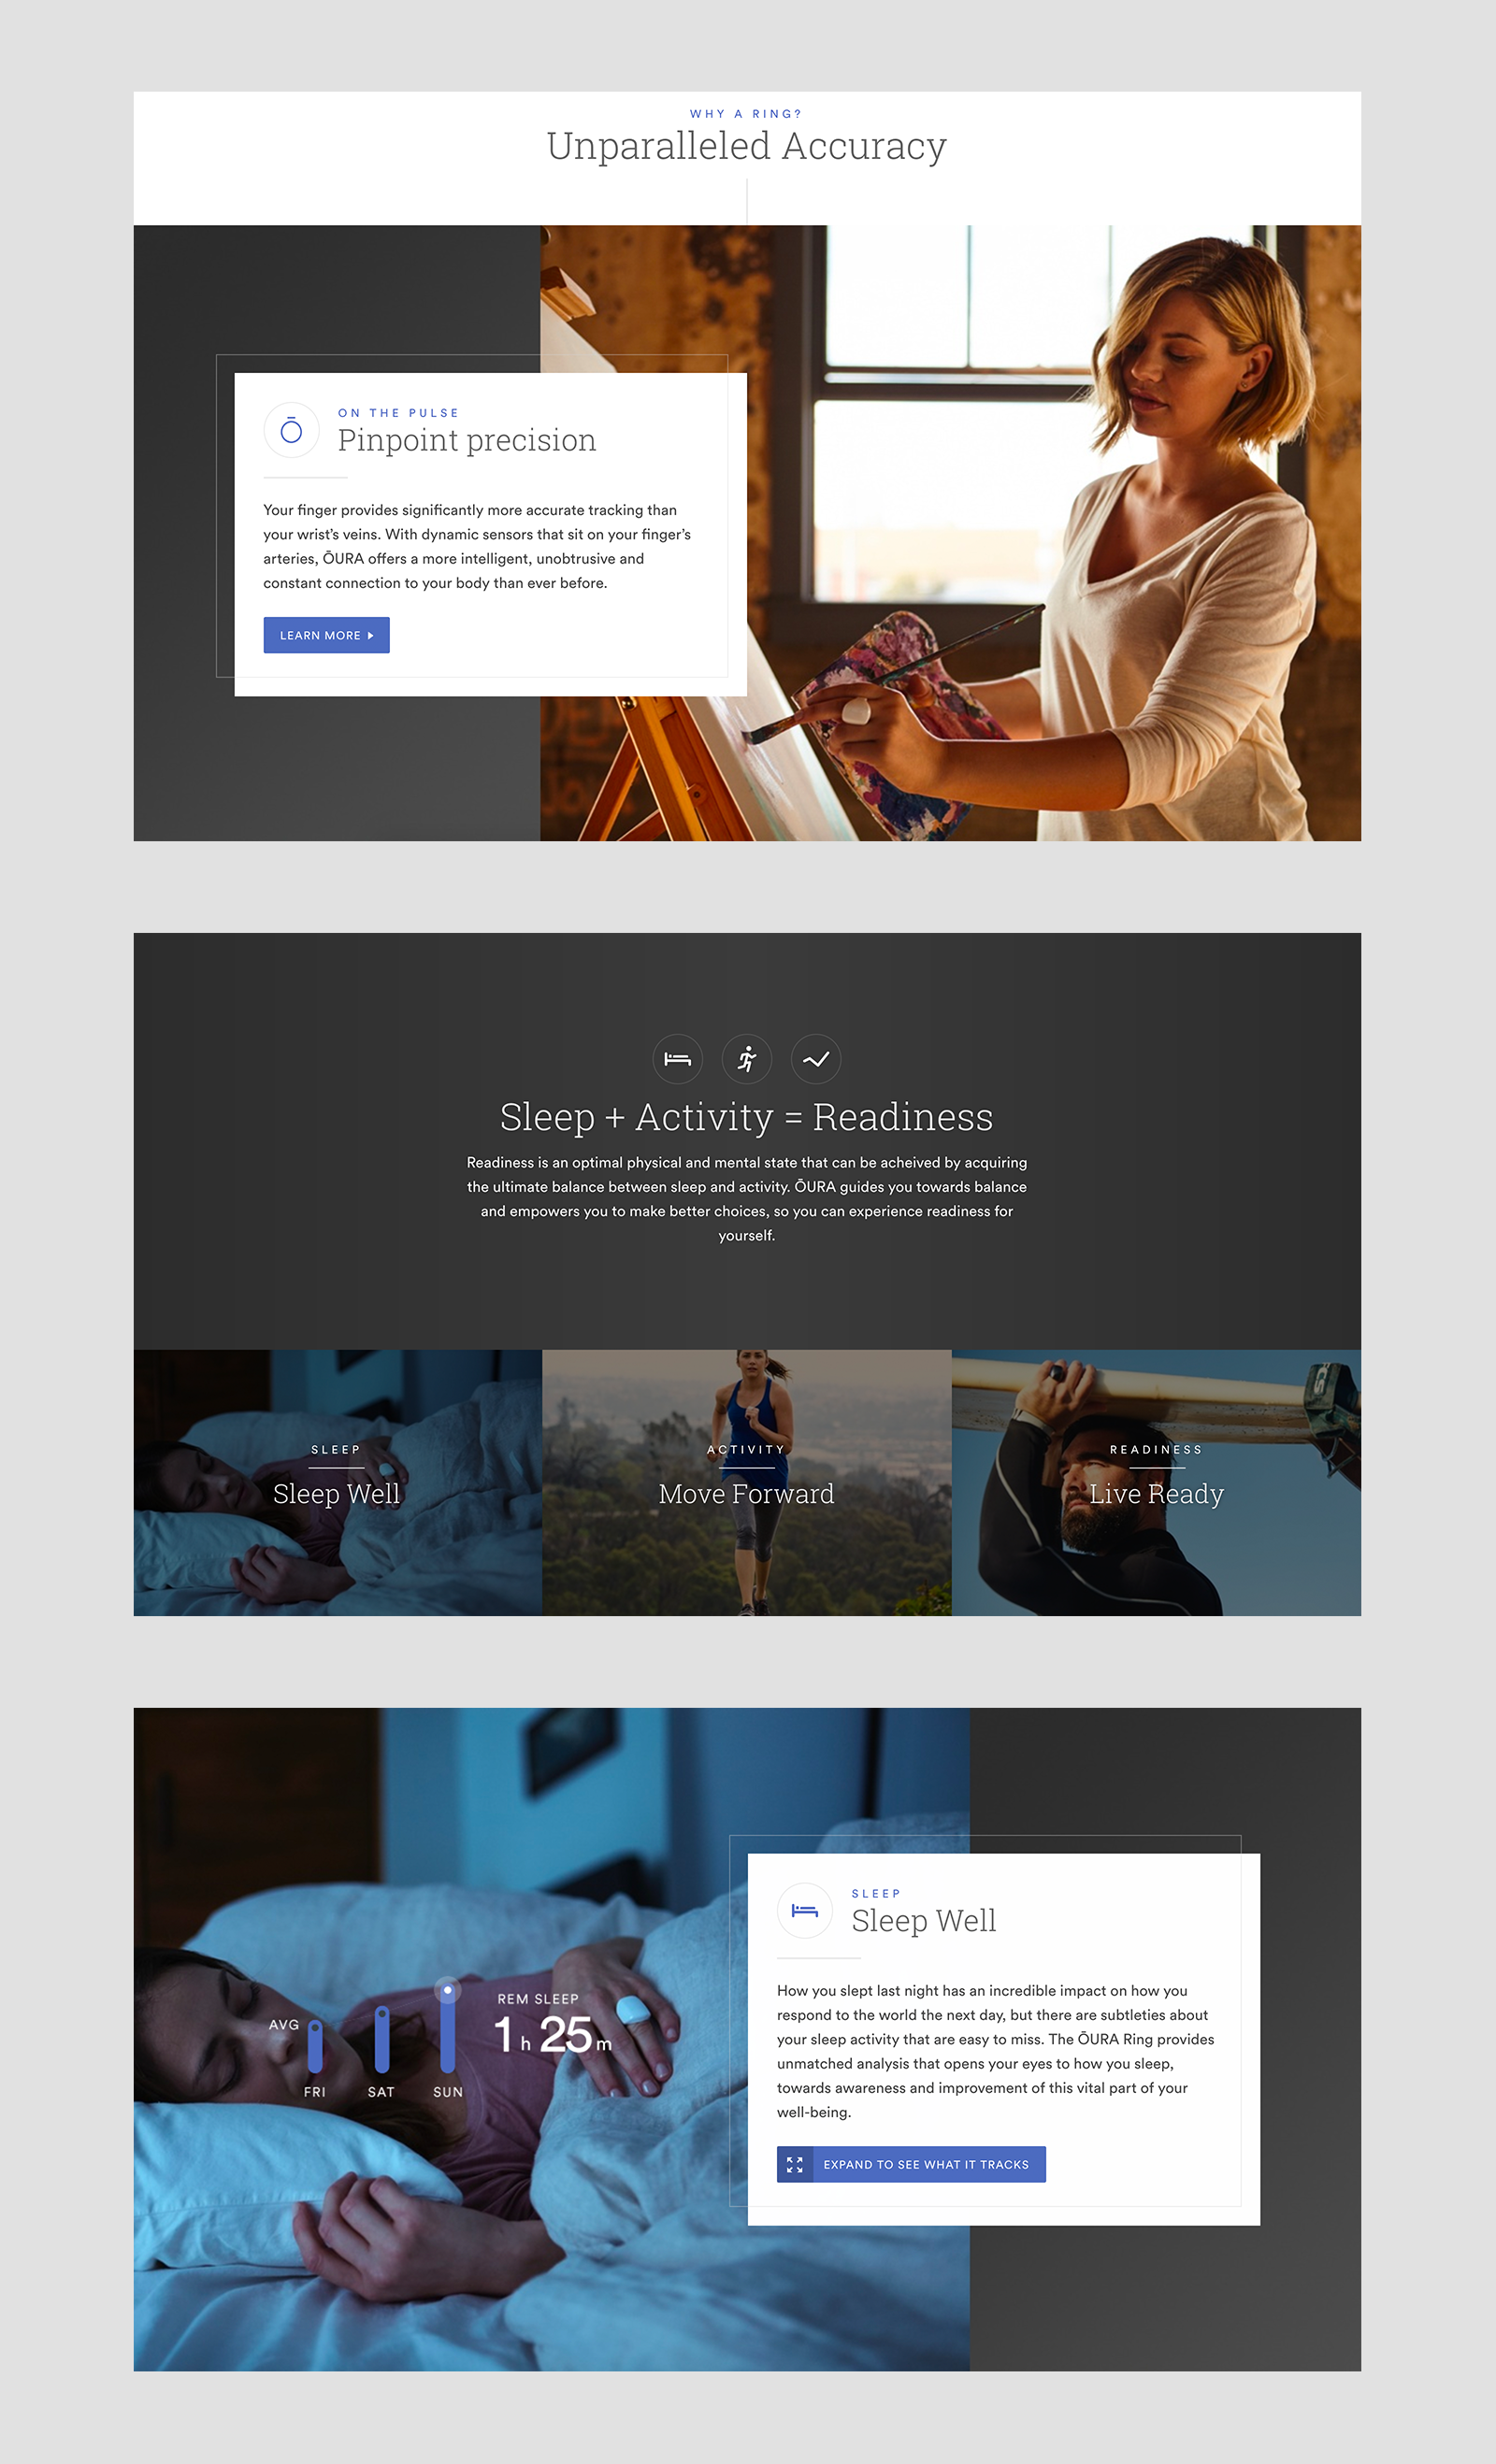 WHY A RING?
Unparalleled Accuracy
ON THE PULSE
Pinpoint precision
Your finger provides significantly more accurate tracking than
your wrist’s veins. With dynamic sensors that sit on your finger’s
arteries, ŌURA offers a more intelligent, unobtrusive and
constant connection to your body than ever before.
LEARN MORE
Sleep + Activity = Readiness
Readiness is an optimal physical and mental state that can be acheived by acquiring
the ultimate balance between sleep and activity. ŌURA guides you towards balance
and empowers you to make better choices, so you can experience readiness for
yourself.
SLEEP
Sleep Well
ACTIVITY
Move Forward
READINESS
Live Ready
SLEEP
Sleep Well
How you slept last night has an incredible impact on how you
respond to the world the next day, but there are subtleties about
your sleep activity that are easy to miss. The ŌURA Ring provides
unmatched analysis that opens your eyes to how you sleep,
towards awareness and improvement of this vital part of your
well-being.
EXPAND TO SEE WHAT IT TRACKS
AVG
FRI SAT SUN
REM SLEEP
1 h 25 m